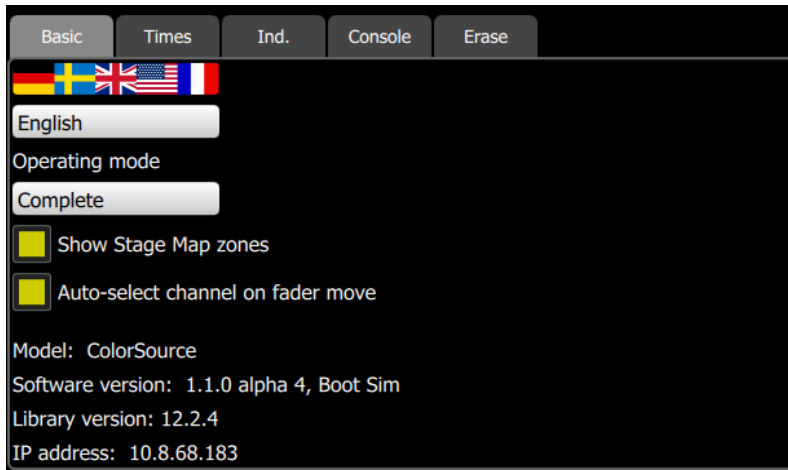 Basic Times Ind. Console Erase
English
Operating mode
Complete
Show Stage Map zones
Auto-select channel on fader move
Model: ColorSource
Software version: 1.1.0 alpha 4, Boot Sim
Library version: 12.2.4
IP address: 10.8.68.183